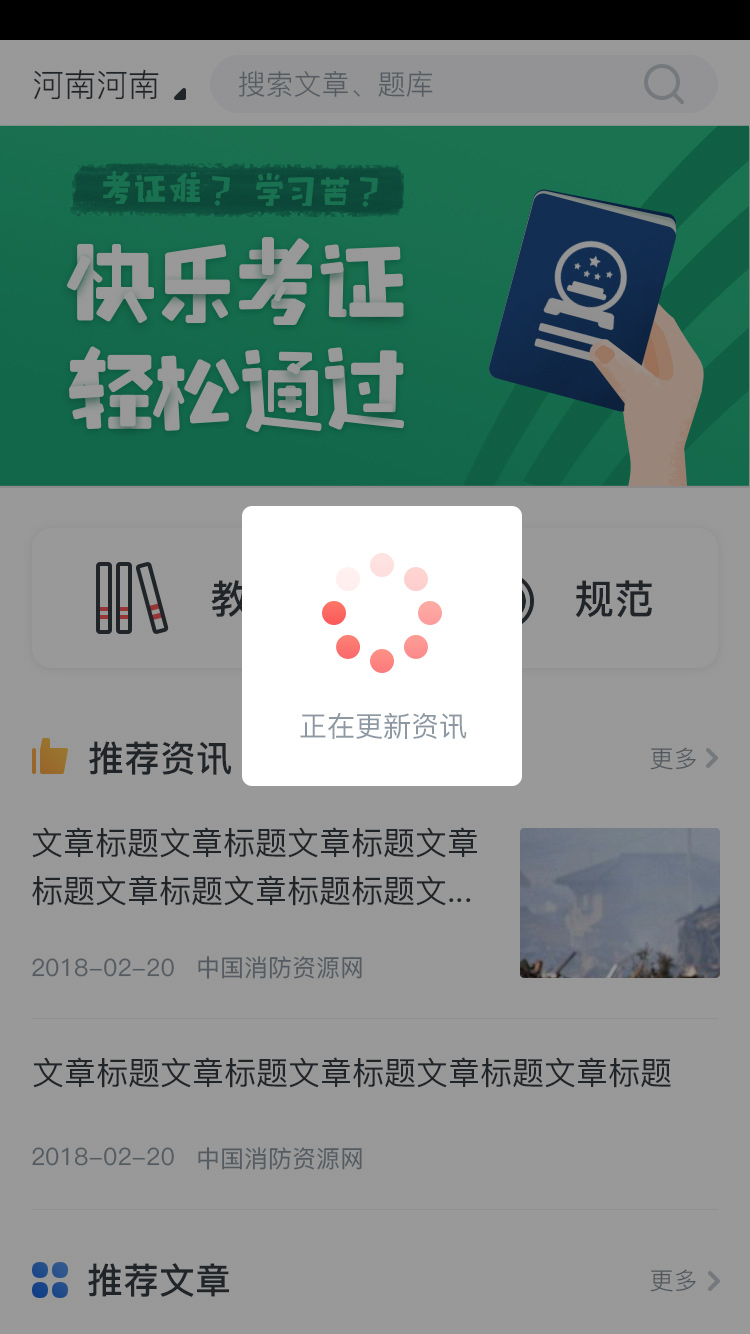 河南河南
搜索文章、题库
考证难？ 学习苦？
快乐考证
轻松通过
教
规范
正在更新资讯
推荐资讯
更多
文章标题文章标题文章标题文章
标题文章标题文章标题标题文...
2018-02-20 中国消防资源网
文章标题文章标题文章标题文章标题文章标题
2018-02-20 中国消防资源网
推荐文章
更多